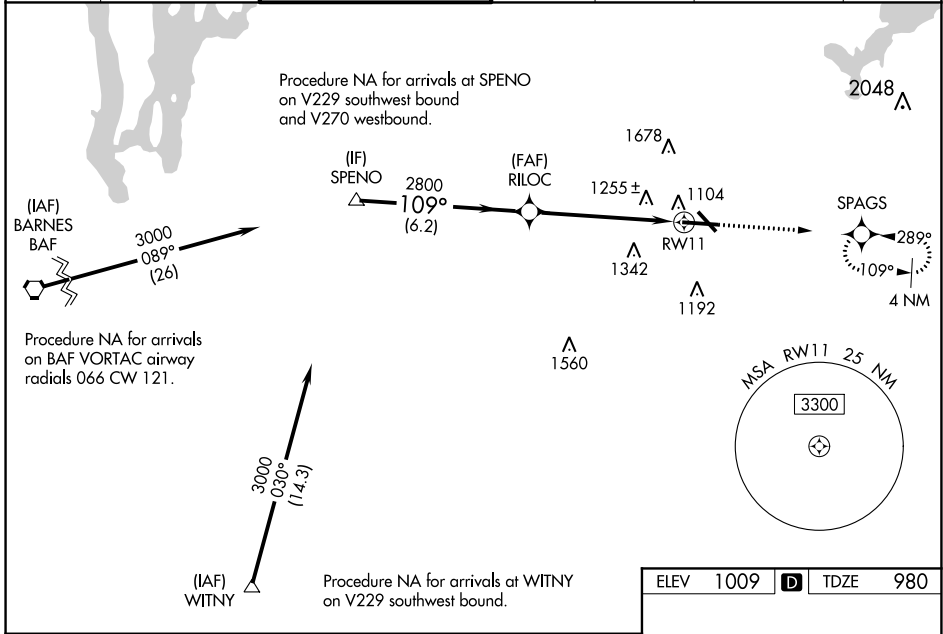 Procedure NA for arrivals at SPENO
on V229 southwest bound
and V270 westbound.
2048
1678
(IF)
SPENO
2800
109°
(6.2)
(FAF)
RILOC
1255 ±
1104
RW11
1342
1192
1560
SPAGS
289°
109°
4 NM
(IAF)
BARNES
BAF
3000
089°
(26)
Procedure NA for arrivals
on BAF VORTAC airway
radials 066 CW 121.
MSA RW11 25 NM
3300
3000
030°
(14.3)
(IAF)
WITNY
Procedure NA for arrivals at WITNY
on V229 southwest bound.
ELEV 1009 D TDZE 980